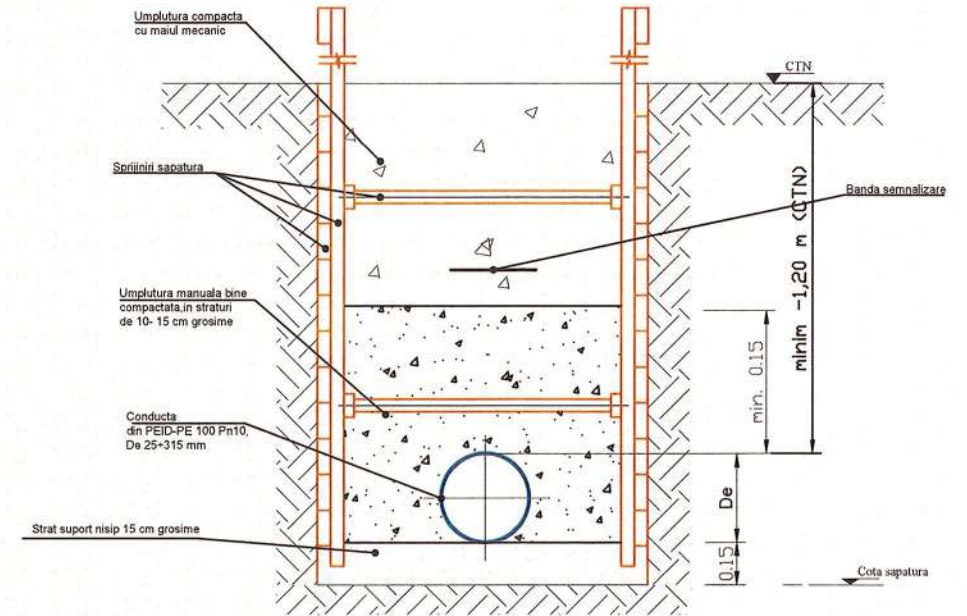 Umplutura compacta
cu maiul mecanic
CTN
Sprijiniri sapatura
Banda semnalizare
minim -1,20 m (CTN)
Umplutura manuala bine
compactata,in straturi
de 10- 15 cm grosime
min. 0.15
Conducta
din PEID-PE 100 Pn10,
De 25÷315 mm
De
Strat suport nisip 15 cm grosime
0.15
Cota sapatura